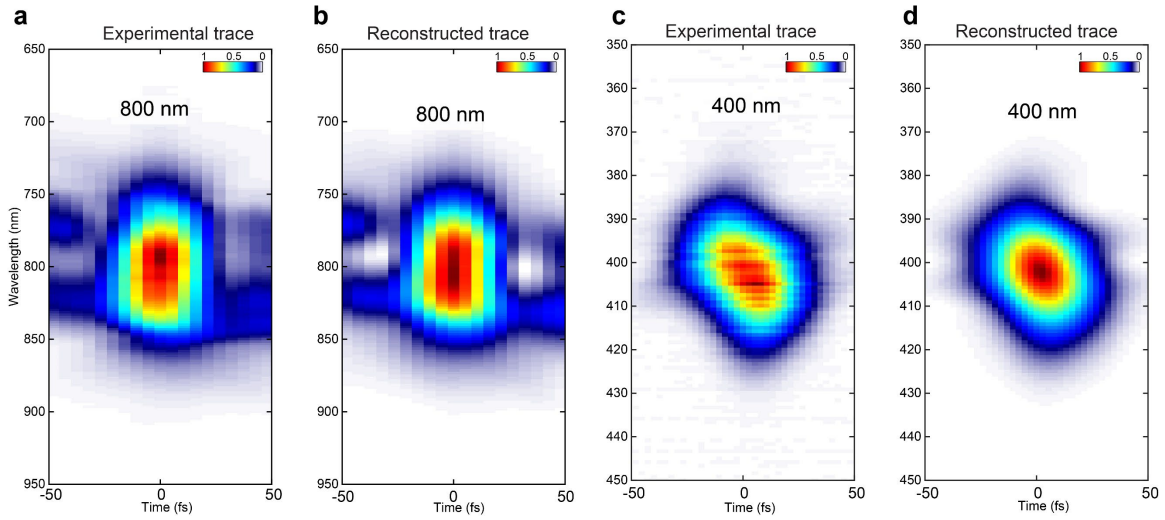 a
Experimental trace
b
Reconstructed trace
c
Experimental trace
d
Reconstructed trace
1 0.5 0
1 0.5 0
1 0.5 0
1 0.5 0
800 nm
800 nm
400 nm
400 nm
Wavelength (nm)
650
700
750
800
850
900
950
-50 0 50
Time (fs)
650
700
750
800
850
900
950
-50 0 50
Time (fs)
350
360
370
380
390
400
410
420
430
440
450
-50 0 50
Time (fs)
350
360
370
380
390
400
410
420
430
440
450
-50 0 50
Time (fs)